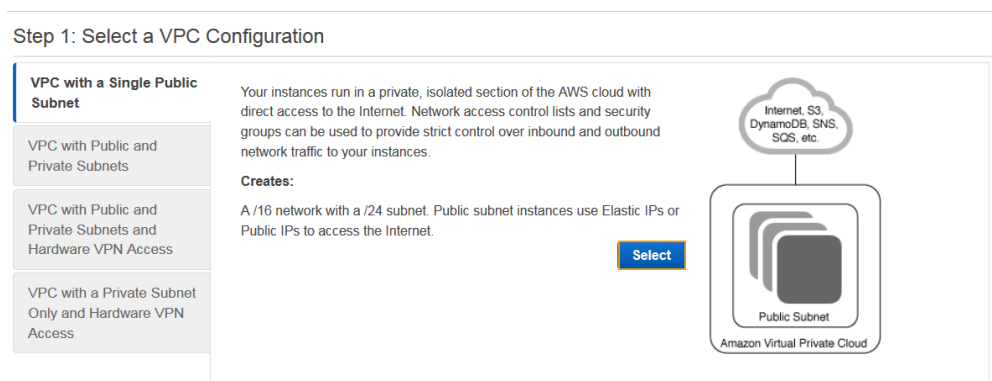 Step 1: Select a VPC Configuration
VPC with a Single Public
Subnet
VPC with Public and
Private Subnets
VPC with Public and
Private Subnets and
Hardware VPN Access
VPC with a Private Subnet
Only and Hardware VPN
Access
Your instances run in a private, isolated section of the AWS cloud with
direct access to the Internet. Network access control lists and security
groups can be used to provide strict control over inbound and outbound
network traffic to your instances.
Creates:
A /16 network with a /24 subnet. Public subnet instances use Elastic IPs or
Public IPs to access the Internet.
Select
Internet, S3,
DynamoDB, SNS,
SQS, etc.
Public Subnet
Amazon Virtual Private Cloud